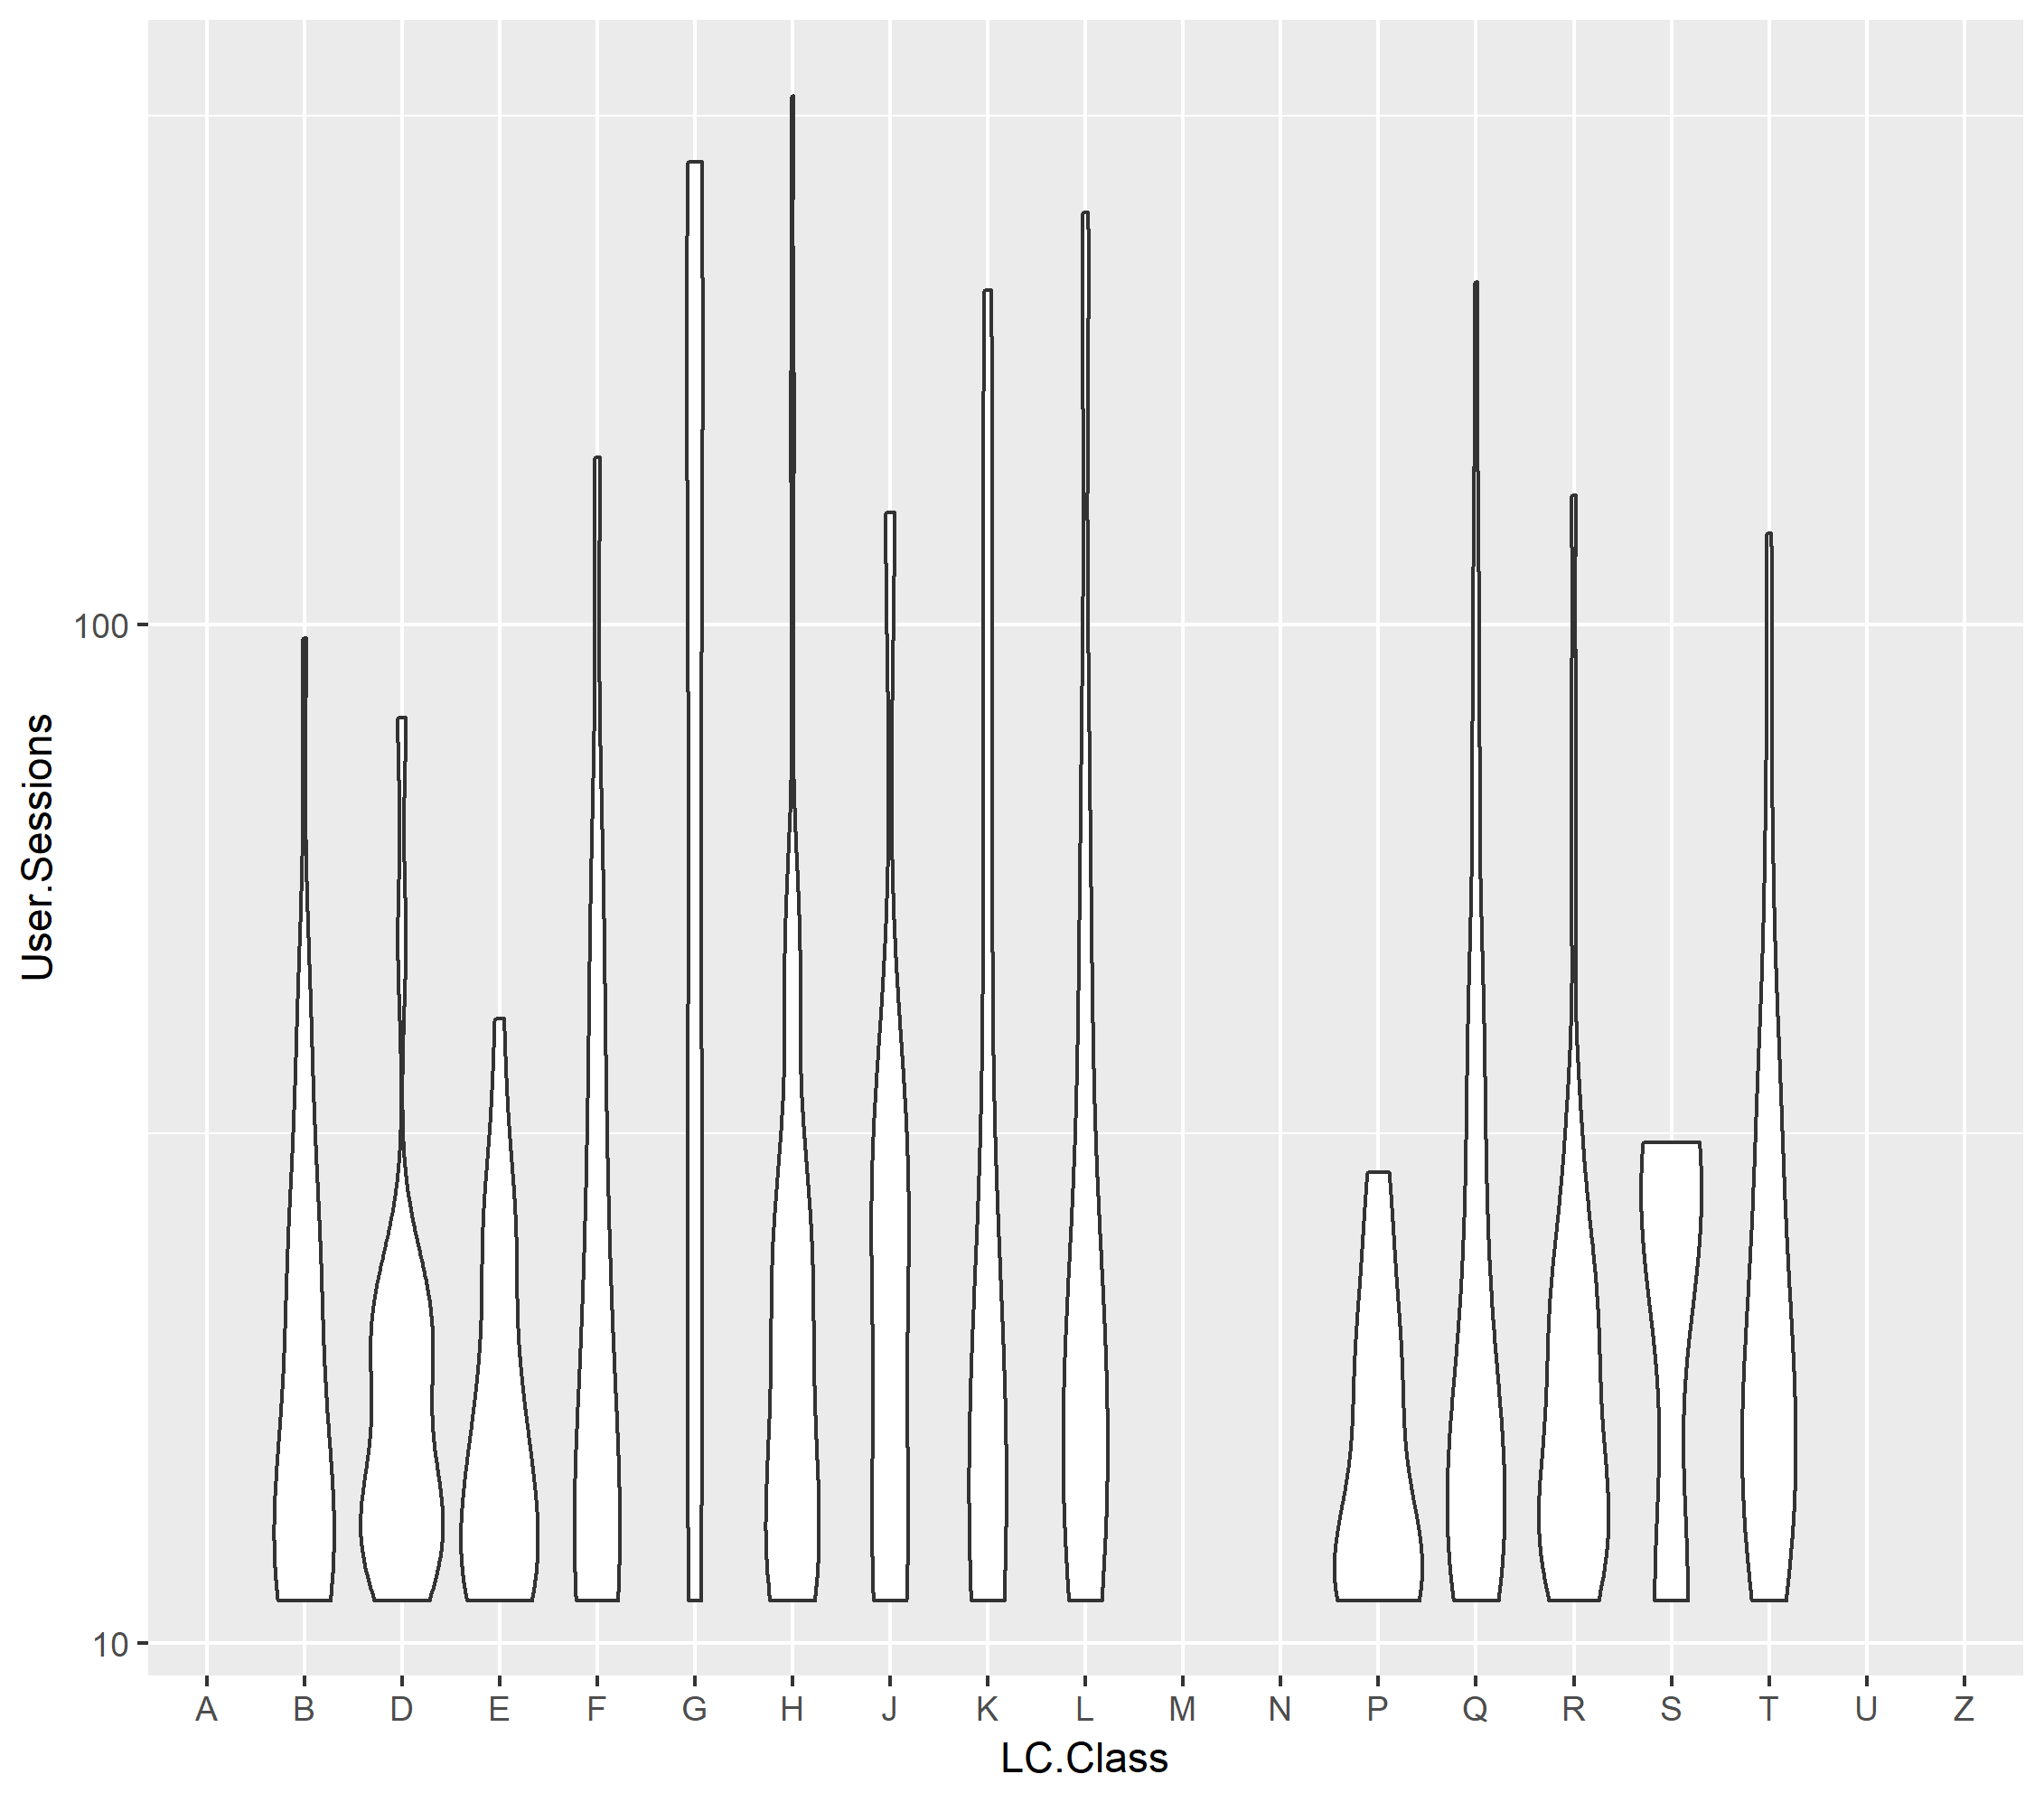 User.Sessions
100
10
A B D E F G H J K L M N P Q R S T U Z
LC.Class